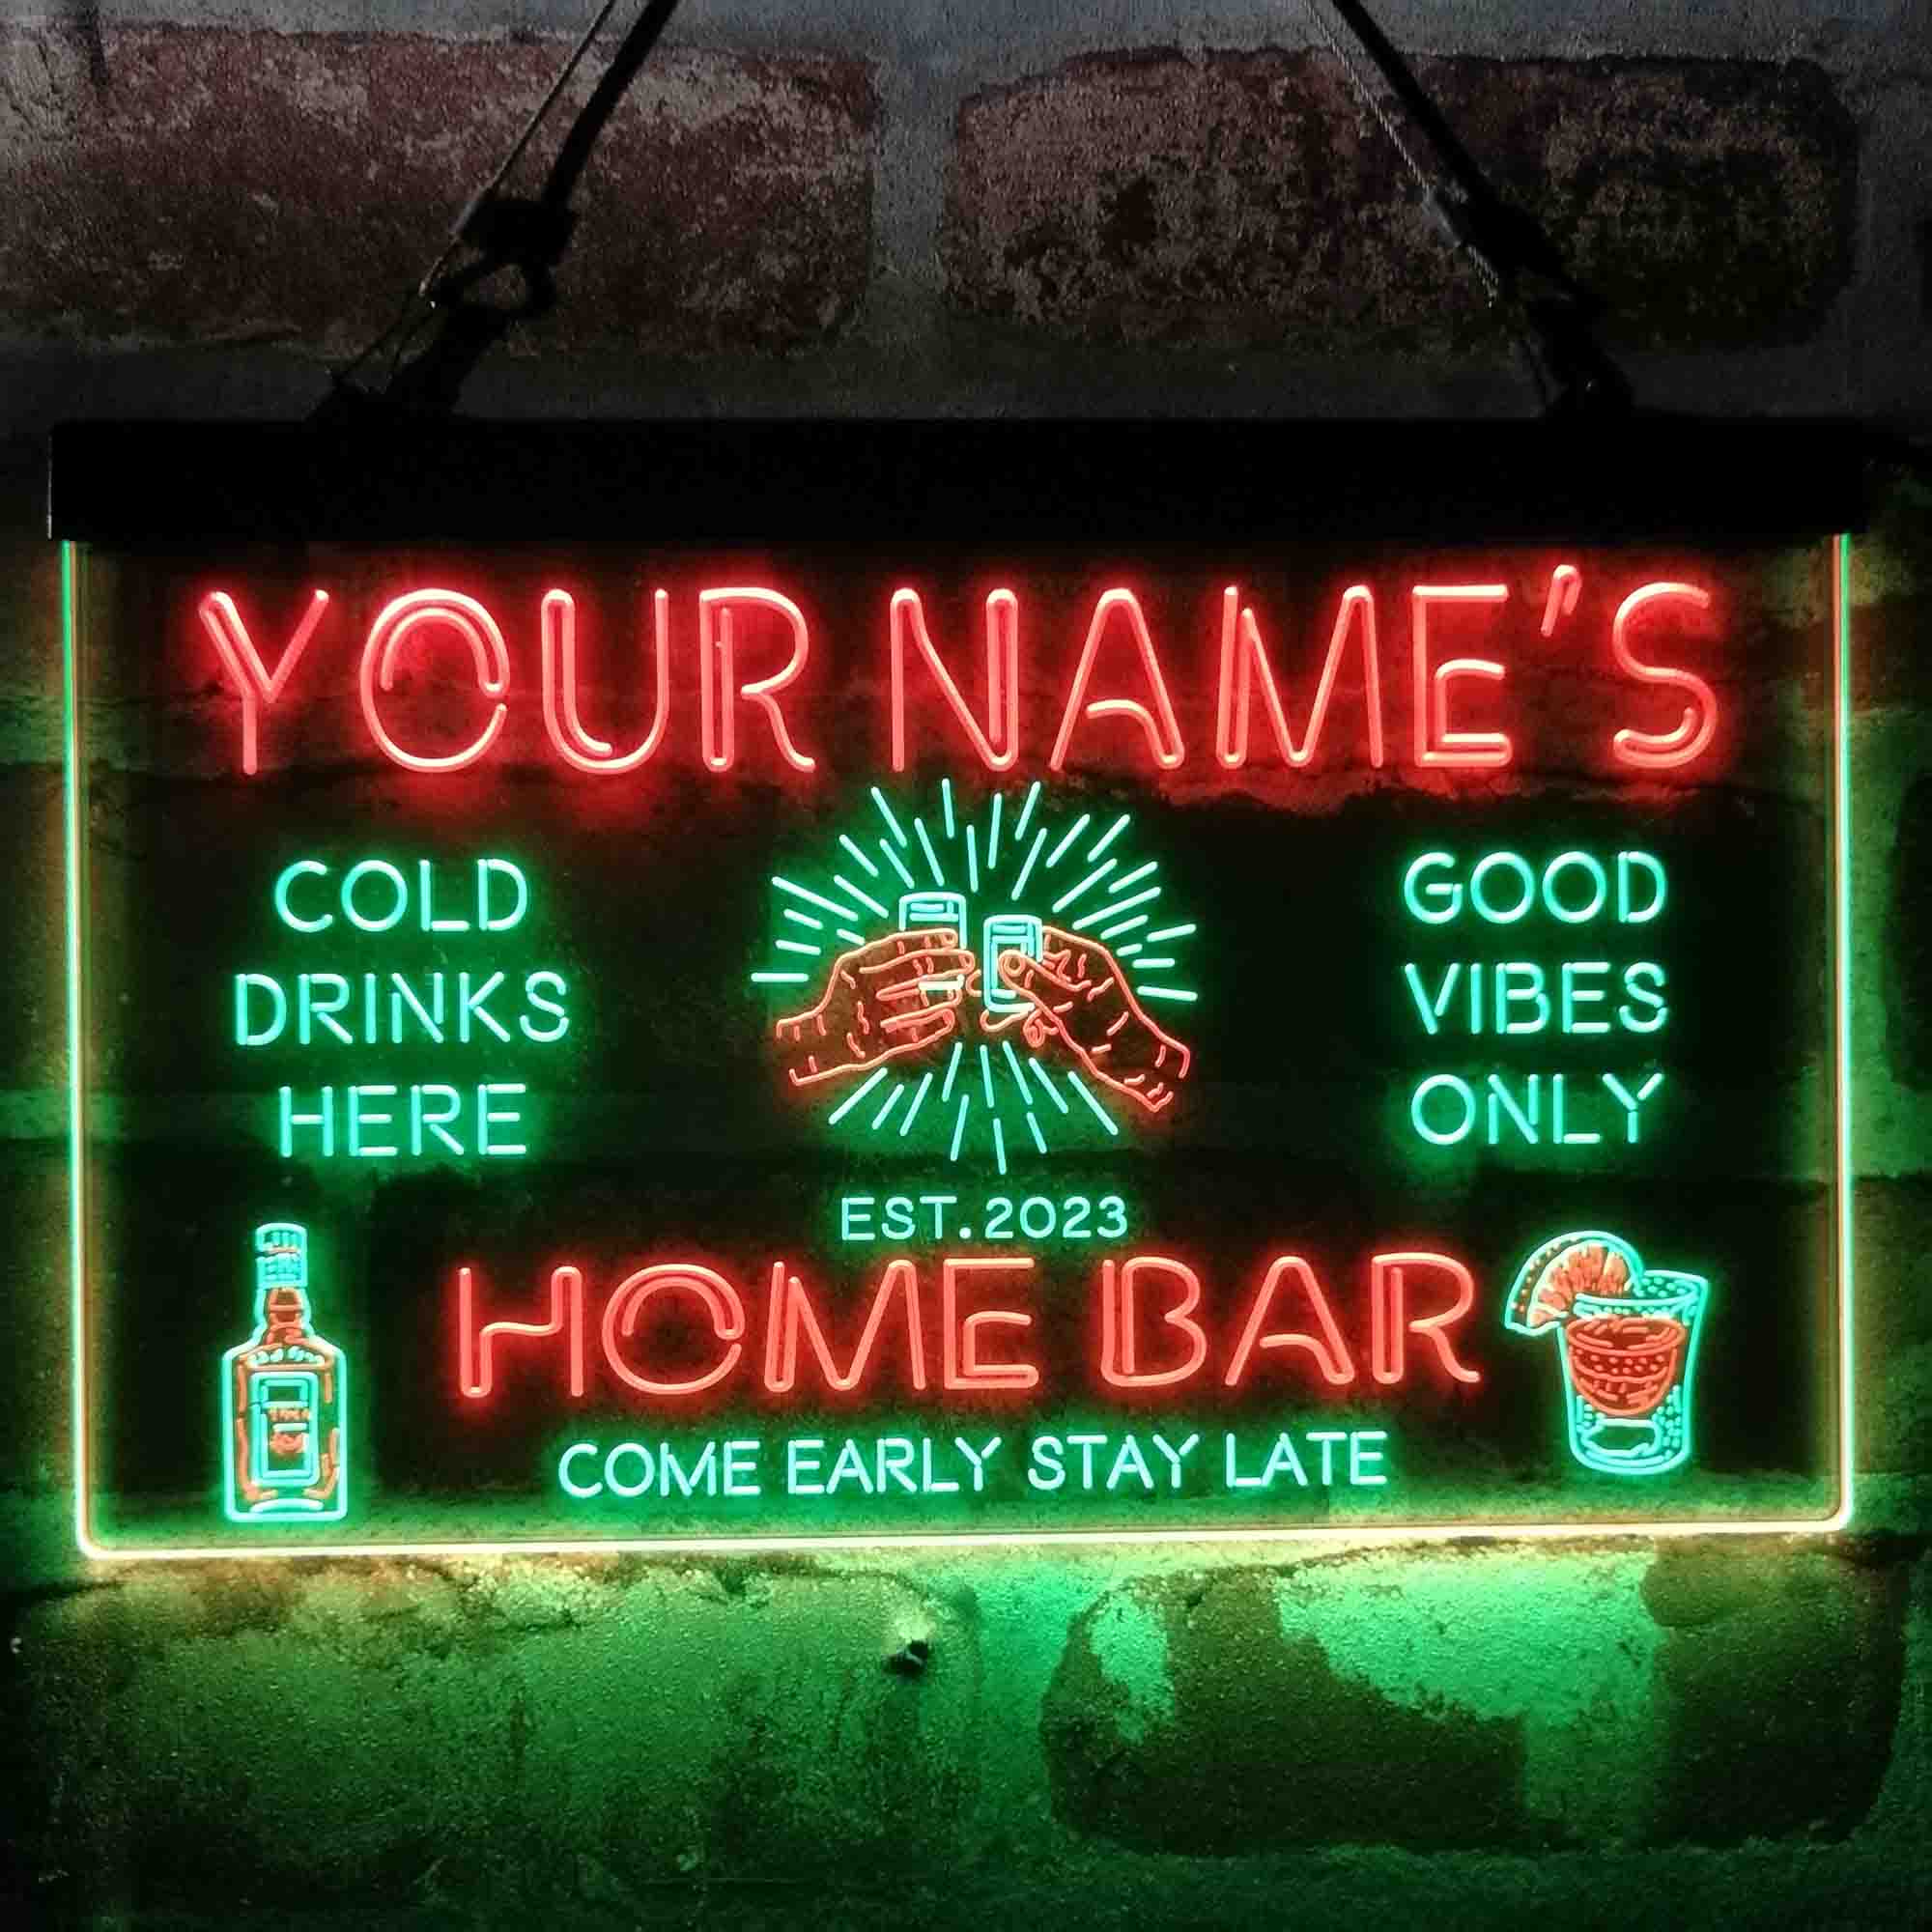 YOUR NAME'S
COLD
DRINKS
HERE
GOOD
VIBES
ONLY
EST.2023
HOME BAR
COME EARLY STAY LATE